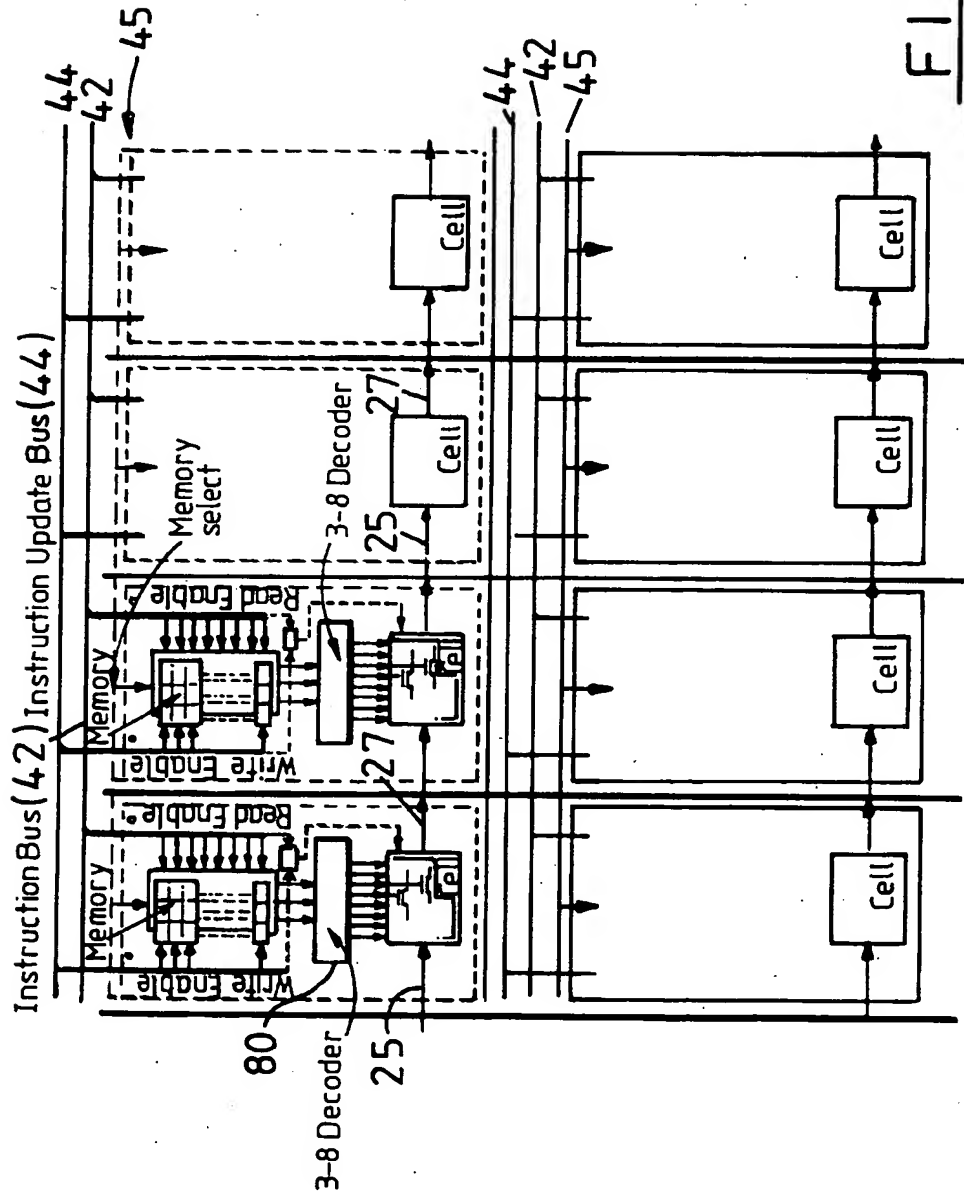 Instruction Bus(42) Instruction Update Bus(44)
44
42
45
Memory
Write Enable
Read Enable
Memory
Write Enable
Read Enable
Memory
select
80
3-8 Decoder
3-8 Decoder
25
27
25
27
Cell
Cell
44
42
45
Cell
Cell
Cell
Cell